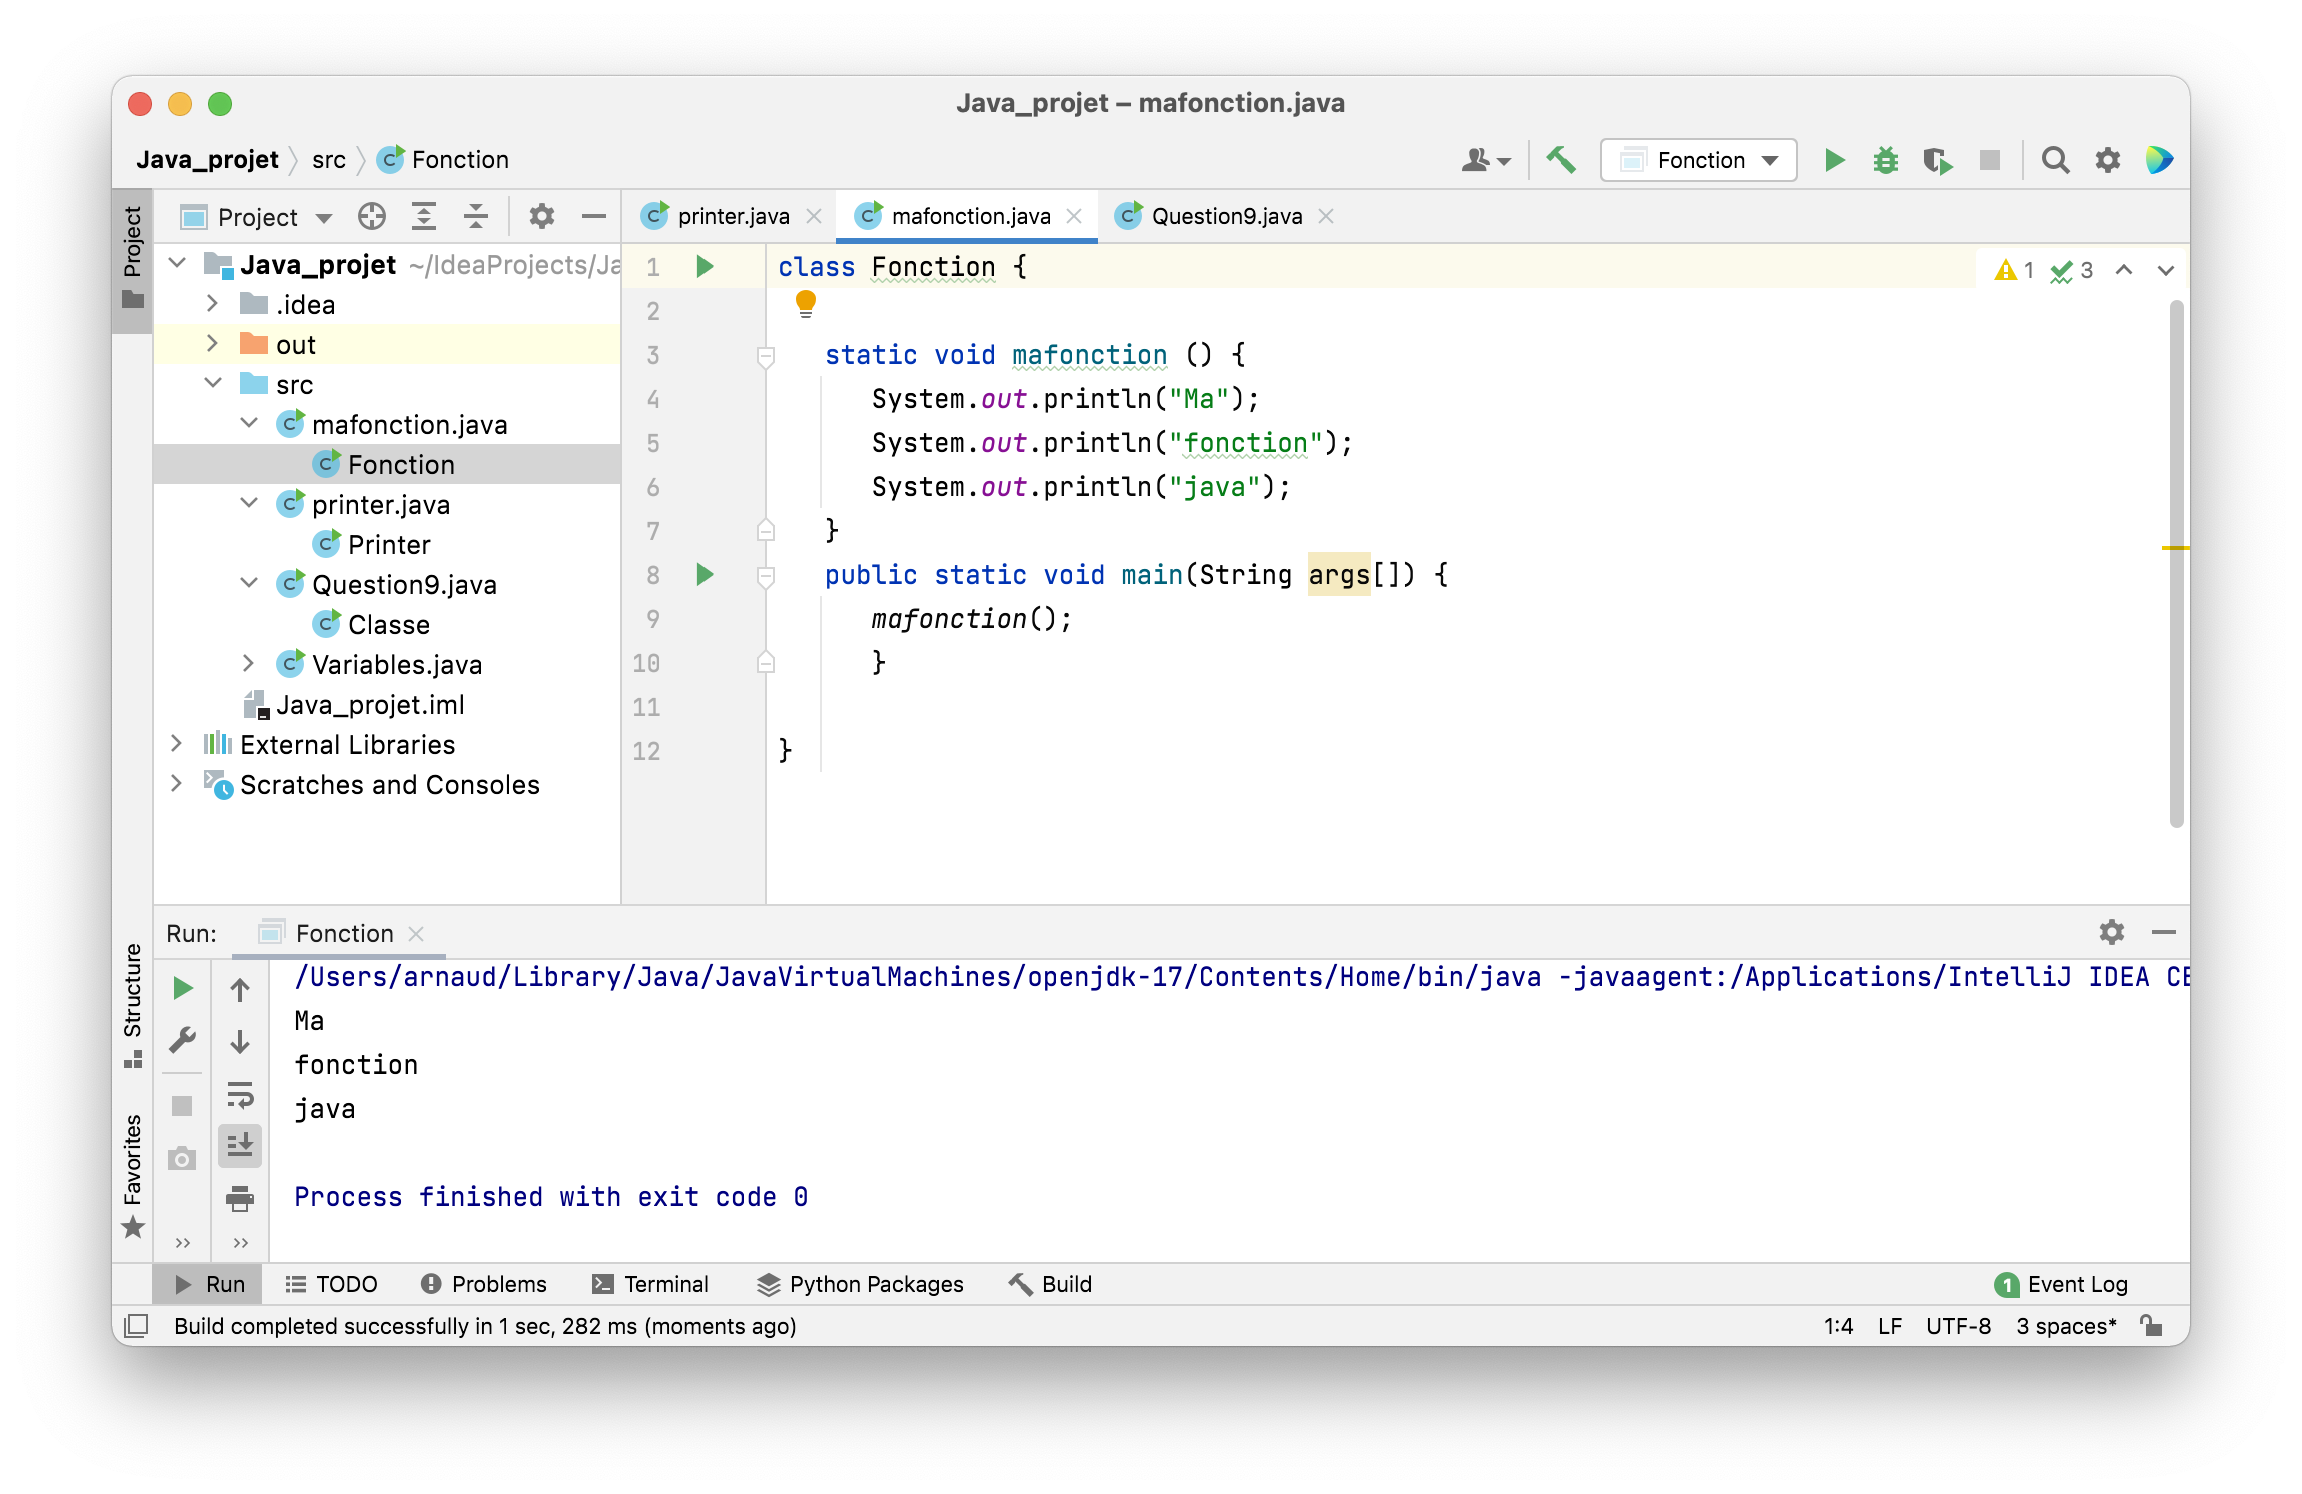 Java_projet – mafonction.java
Java_projet src Fonction
Fonction
Project
Project
printer.java mafonction.java Question9.java
Java_projet ~/IdeaProjects/Ja
.idea
out
src
mafonction.java
Fonction
printer.java
Printer
Question9.java
Classe
Variables.java
Java_projet.iml
External Libraries
Scratches and Consoles
1 class Fonction {
1 3
2
3 static void mafonction () {
4 System.out.println("Ma");
5 System.out.println("fonction");
6 System.out.println("java");
7 }
8 public static void main(String args[]) {
9 mafonction();
10 }
11
12 }
Structure
Favorites
Run: Fonction
/Users/arnaud/Library/Java/JavaVirtualMachines/openjdk-17/Contents/Home/bin/java -javaagent:/Applications/IntelliJ IDEA CE
Ma
fonction
java
Process finished with exit code 0
Run TODO Problems Terminal Python Packages Build 1 Event Log
Build completed successfully in 1 sec, 282 ms (moments ago) 1:4 LF UTF-8 3 spaces*